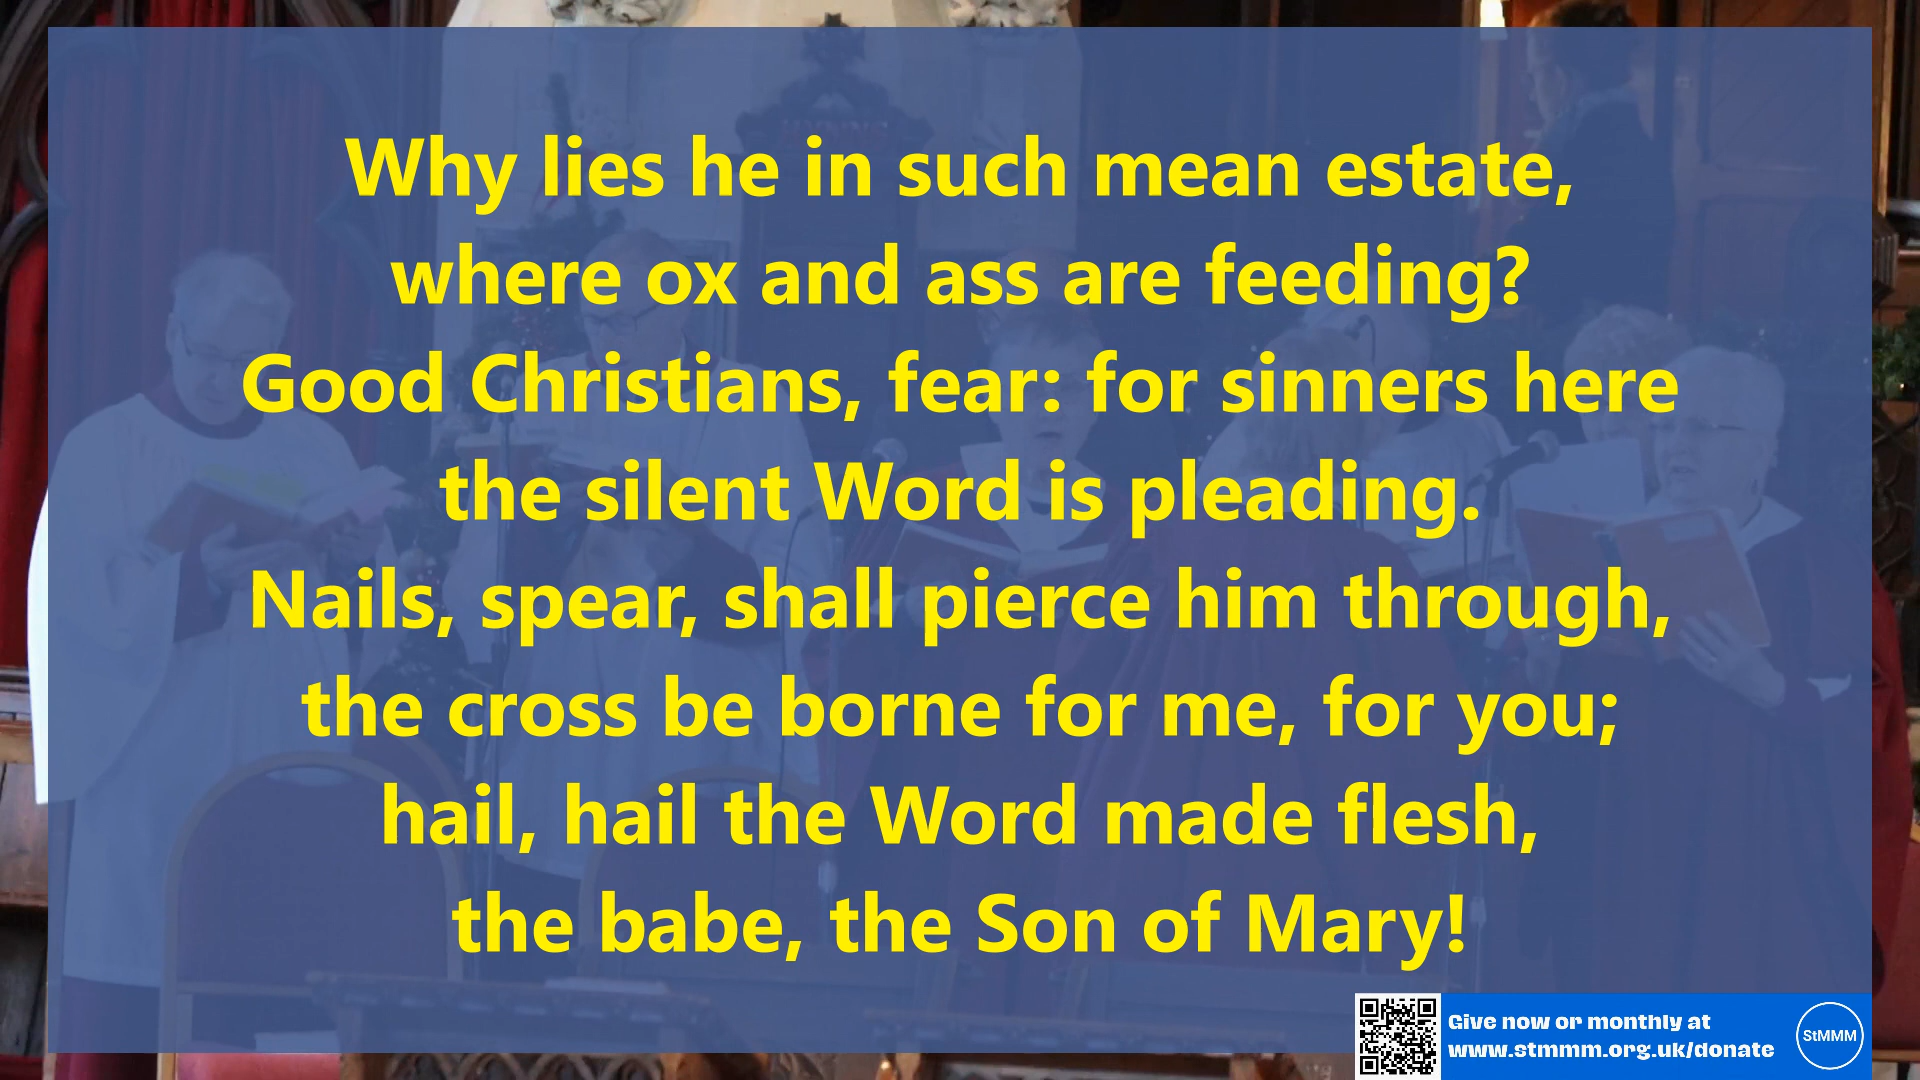 Why lies he in such mean estate,
where ox and ass are feeding?
Good Christians, fear: for sinners here
the silent Word is pleading.
Nails, spear, shall pierce him through,
the cross be borne for me, for you;
hail, hail the Word made flesh,
the babe, the Son of Mary!
Give now or monthly at
www.stmmm.org.uk/donate
StMMM